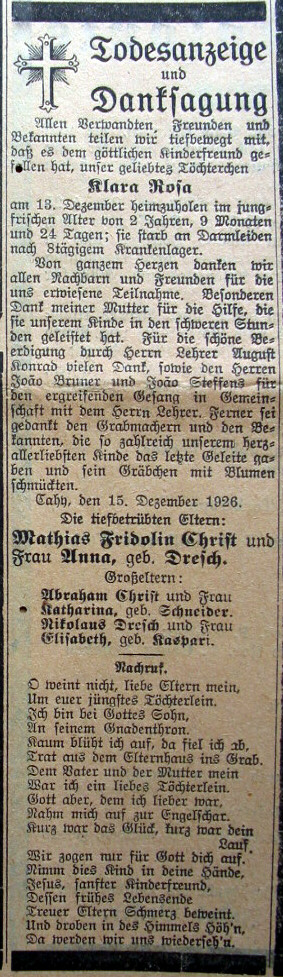 Todesanzeige
und
Danksagung
Allen Verwandten, Freunden und
Bekannten teilen wir tiefbewegt mit,
daß es dem göttlichen Kinderfreund ge-
fallen hat, unser geliebtes Töchterchen
Klara Rosa
am 13. Dezember heimzuholen im jung-
frischen Alter von 2 Jahren, 9 Monaten
und 24 Tagen; sie starb an Darmleiden
nach 8tägigem Krankenlager.
Von ganzem Herzen danken wir
allen Nachbarn und Freunden für die
uns erwiesene Teilnahme. Besonderen
Dank meiner Mutter für die Hilfe, die
sie unserem Kinde in den schweren Stun-
den geleistet hat. Für die schöne Be-
erdigung durch Herrn Lehrer August
Konrad vielen Dank, sowie den Herren
João Bruner und João Steffens für
den ergreifenden Gesang in Gemein-
schaft mit dem Herrn Lehrer. Ferner sei
gedankt den Grabmachern und den Be-
kannten, die so zahlreich unserem herz-
allerliebsten Kinde das letzte Geleite ga-
ben und sein Gräbchen mit Blumen
schmückten.
Cahy, den 15. Dezember 1926.
Die tiefbetrübten Eltern:
Mathias Fridolin Christ und
Frau Anna, geb. Dresch.
Großeltern:
Abraham Christ und Frau
Katharina, geb. Schneider.
Nikolaus Dresch und Frau
Elisabeth, geb. Kaspari.
Nachruf.
O weint nicht, liebe Eltern mein,
Um euer jüngstes Töchterlein.
Ich bin bei Gottes Sohn,
An seinem Gnadenthron.
Kaum blüht ich auf, da fiel ich ab,
Trat aus dem Elternhaus ins Grab.
Dem Vater und der Mutter mein
War ich ein liebes Töchterlein.
Gott aber, dem ich lieber war,
Nahm mich auf zur Engelschar.
Kurz war das Glück, kurz war dein
Lauf,
Wir zogen nur für Gott dich auf.
Nimm dies Kind in deine Hände,
Jesus, sanfter Kinderfreund,
Dessen frühes Lebensende
Treuer Eltern Schmerz beweint.
Und droben in des Himmels Höh'n,
Da werden wir uns wiederseh'n.